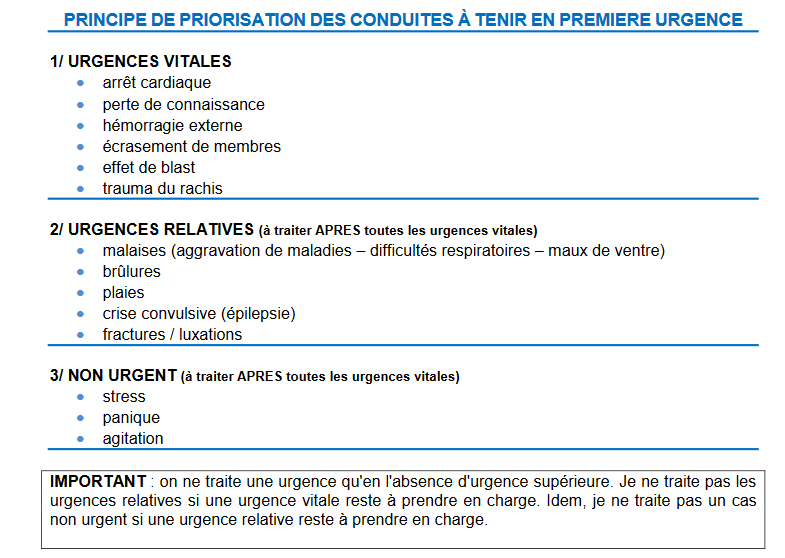 PRINCIPE DE PRIORISATION DES CONDUITES À TENIR EN PREMIERE URGENCE
1/ URGENCES VITALES
• arrêt cardiaque
• perte de connaissance
• hémorragie externe
• écrasement de membres
• effet de blast
• trauma du rachis
2/ URGENCES RELATIVES (à traiter APRES toutes les urgences vitales)
• malaises (aggravation de maladies – difficultés respiratoires – maux de ventre)
• brûlures
• plaies
• crise convulsive (épilepsie)
• fractures / luxations
3/ NON URGENT (à traiter APRES toutes les urgences vitales)
• stress
• panique
• agitation
IMPORTANT : on ne traite une urgence qu'en l'absence d'urgence supérieure. Je ne traite pas les
urgences relatives si une urgence vitale reste à prendre en charge. Idem, je ne traite pas un cas
non urgent si une urgence relative reste à prendre en charge.